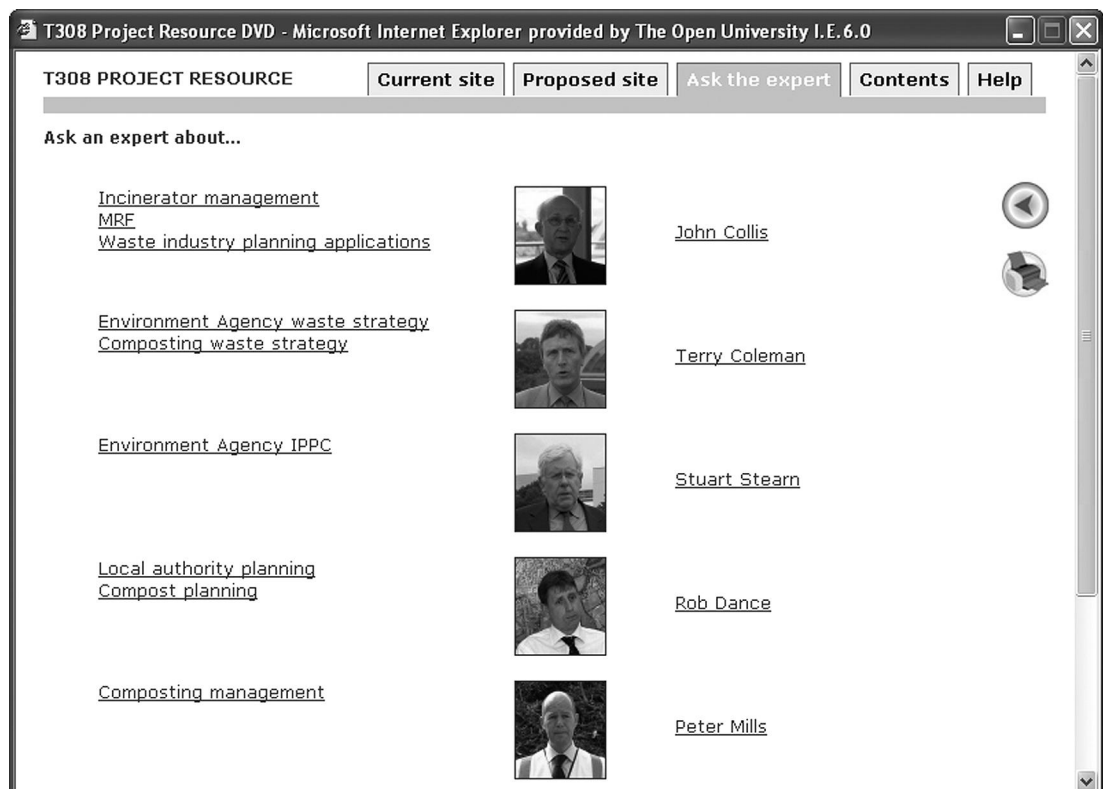 T308 Project Resource DVD - Microsoft Internet Explorer provided by The Open University I.E.6.0
T308 PROJECT RESOURCE
Current site
Proposed site
Ask the expert
Contents
Help
Ask an expert about...
Incinerator management
MRF
Waste industry planning applications
John Collis
Environment Agency waste strategy
Composting waste strategy
Terry Coleman
Environment Agency IPPC
Stuart Stearn
Local authority planning
Compost planning
Rob Dance
Composting management
Peter Mills